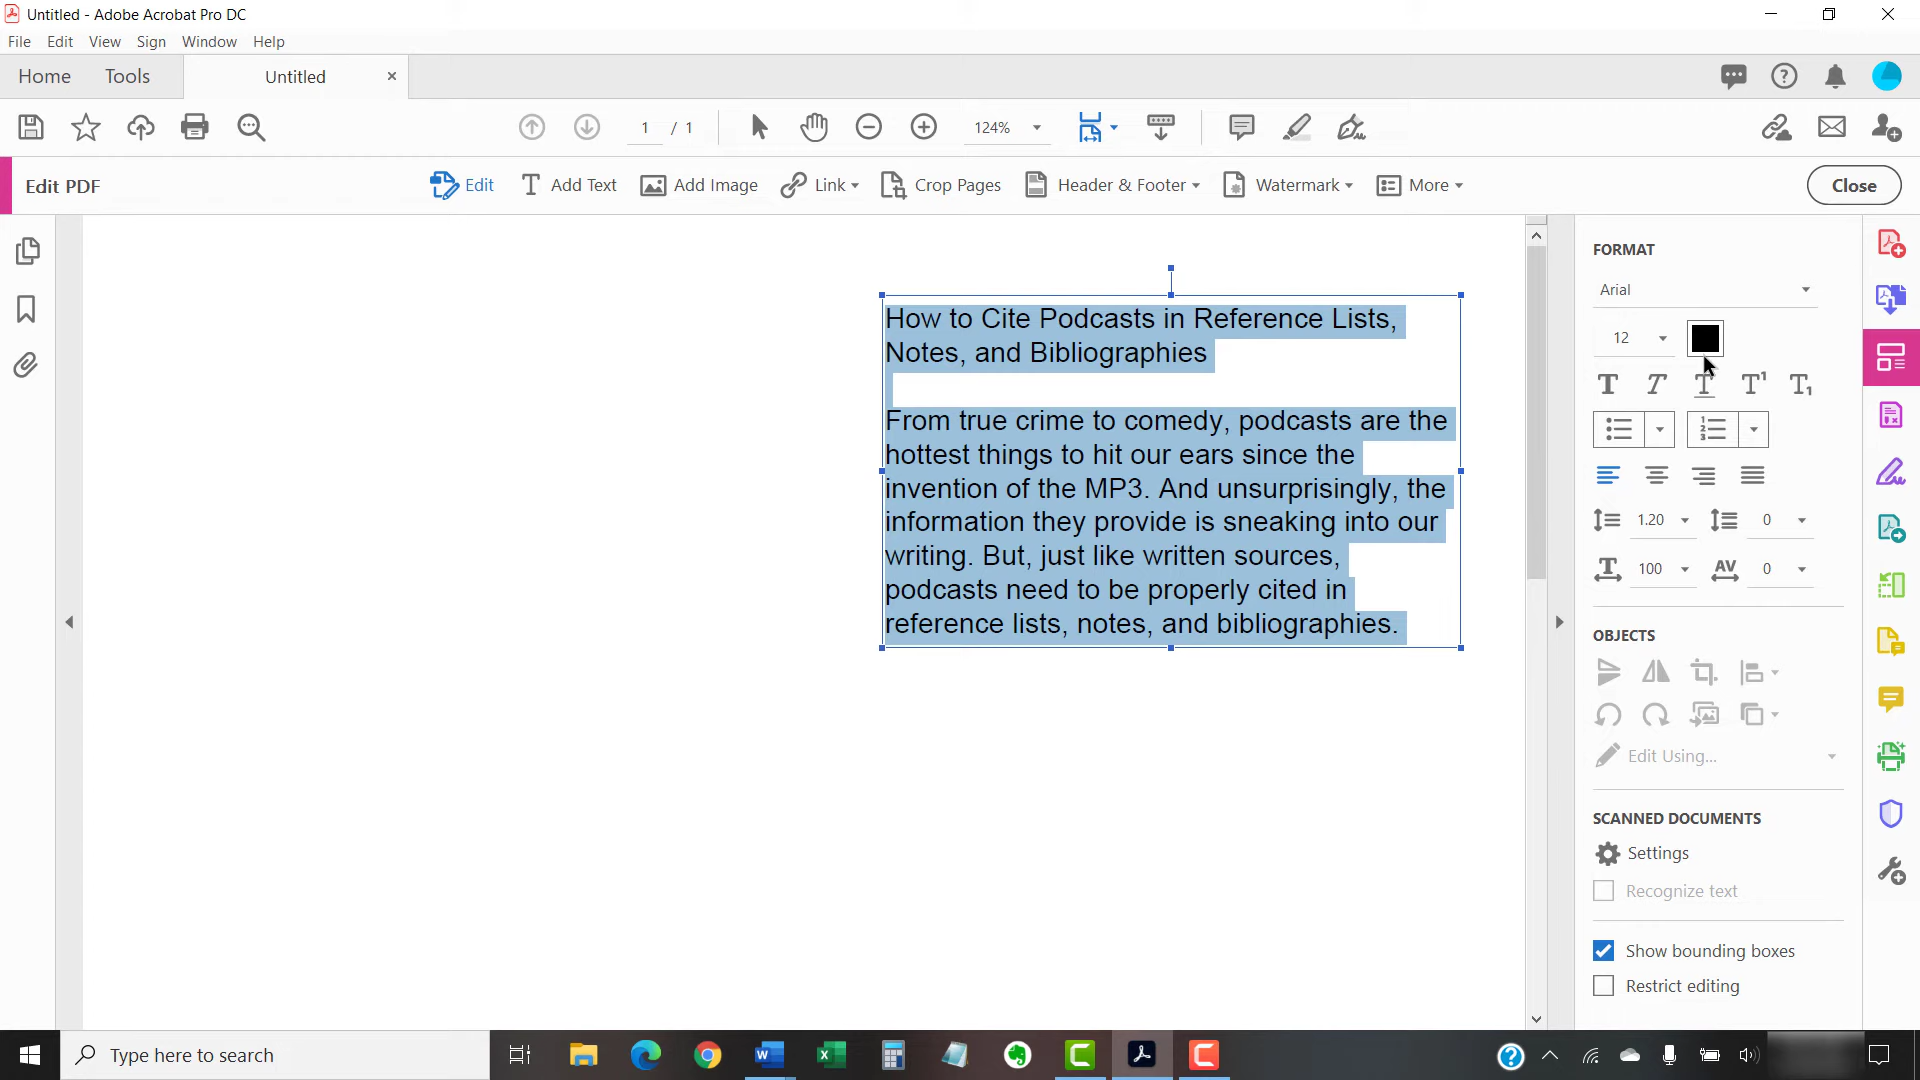 Untitled - Adobe Acrobat Pro DC
File Edit View Sign Window Help
Home Tools Untitled
1 / 1 124%
Edit PDF Edit Add Text Add Image Link Crop Pages Header & Footer Watermark More Close
How to Cite Podcasts in Reference Lists,
Notes, and Bibliographies
From true crime to comedy, podcasts are the
hottest things to hit our ears since the
invention of the MP3. And unsurprisingly, the
information they provide is sneaking into our
writing. But, just like written sources,
podcasts need to be properly cited in
reference lists, notes, and bibliographies.
FORMAT
Arial
12
1.20 0
100 0
OBJECTS
Edit Using...
SCANNED DOCUMENTS
Settings
Recognize text
Show bounding boxes
Restrict editing
Type here to search